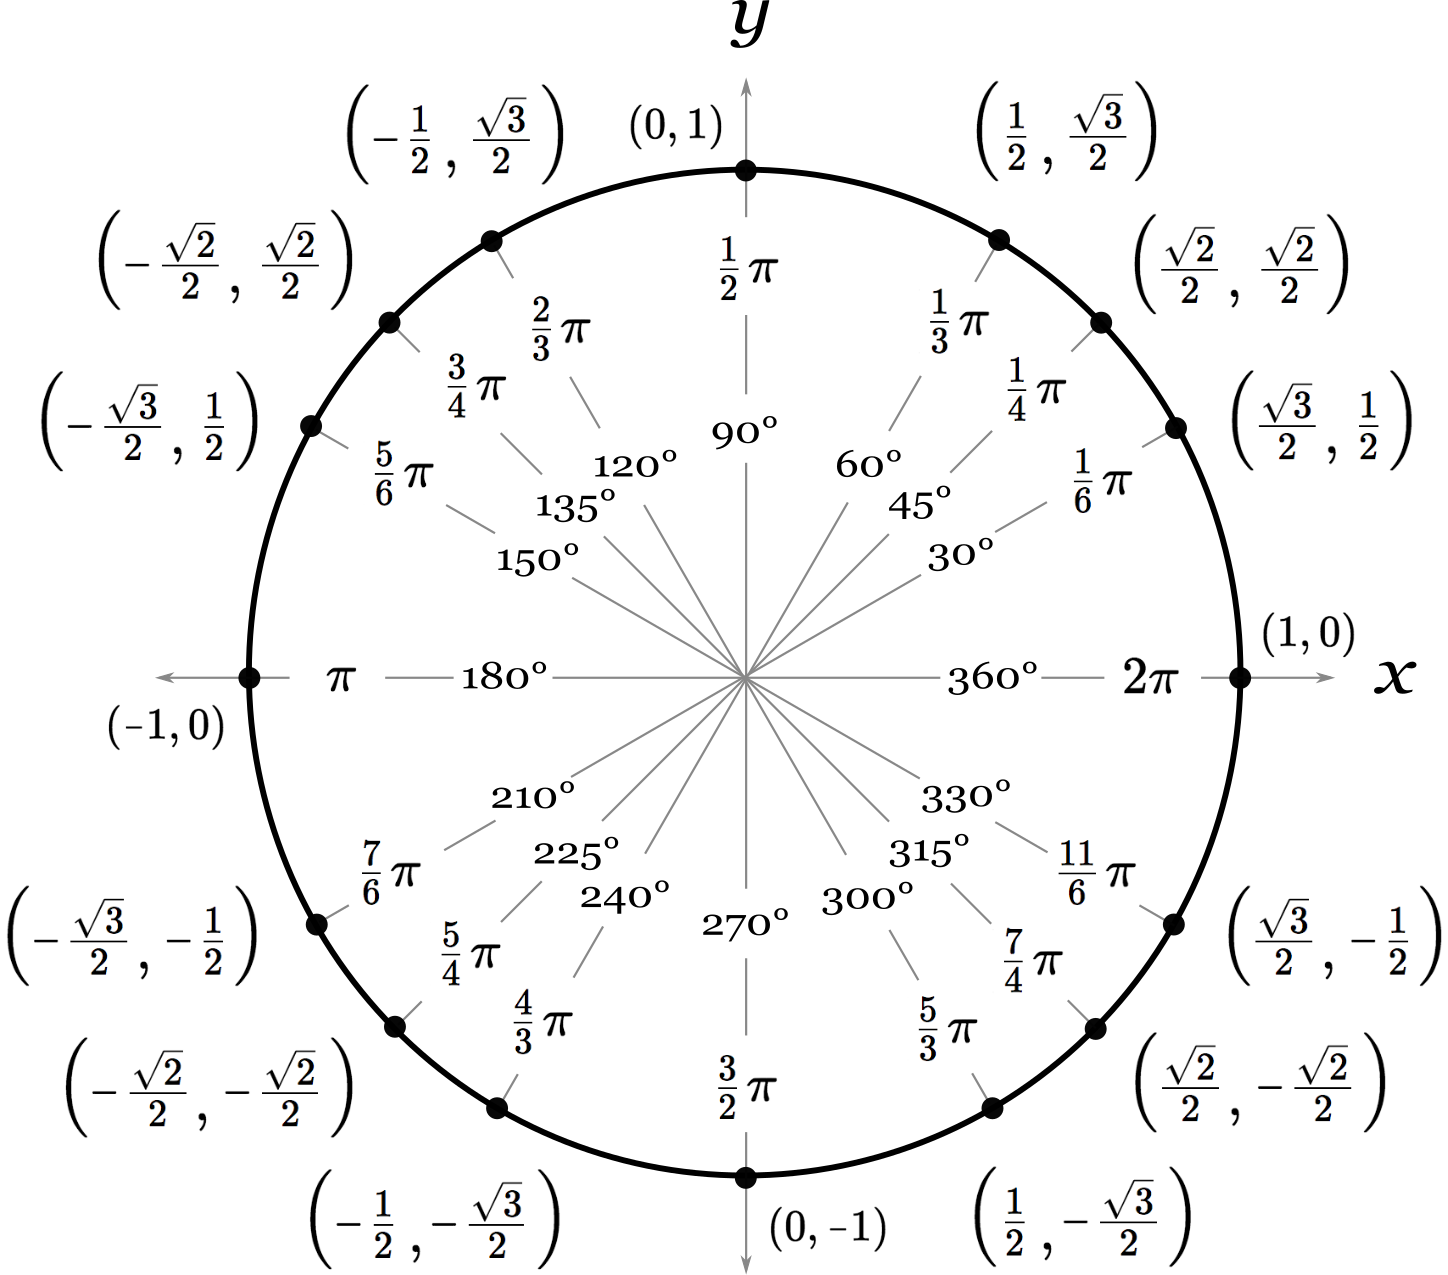 y
(-1/2, √3/2)
(0, 1)
(1/2, √3/2)
(-√2/2, √2/2)
(√2/2, √2/2)
1/2 π
2/3 π
1/3 π
3/4 π
1/4 π
(-√3/2, 1/2)
(√3/2, 1/2)
5/6 π
1/6 π
90°
120°
60°
135°
45°
150°
30°
(1, 0)
π
180°
360°
2π
x
(-1, 0)
210°
330°
225°
315°
240°
300°
270°
7/6 π
11/6 π
(-√3/2, -1/2)
(√3/2, -1/2)
5/4 π
7/4 π
4/3 π
5/3 π
(-√2/2, -√2/2)
(√2/2, -√2/2)
3/2 π
(-1/2, -√3/2)
(0, -1)
(1/2, -√3/2)